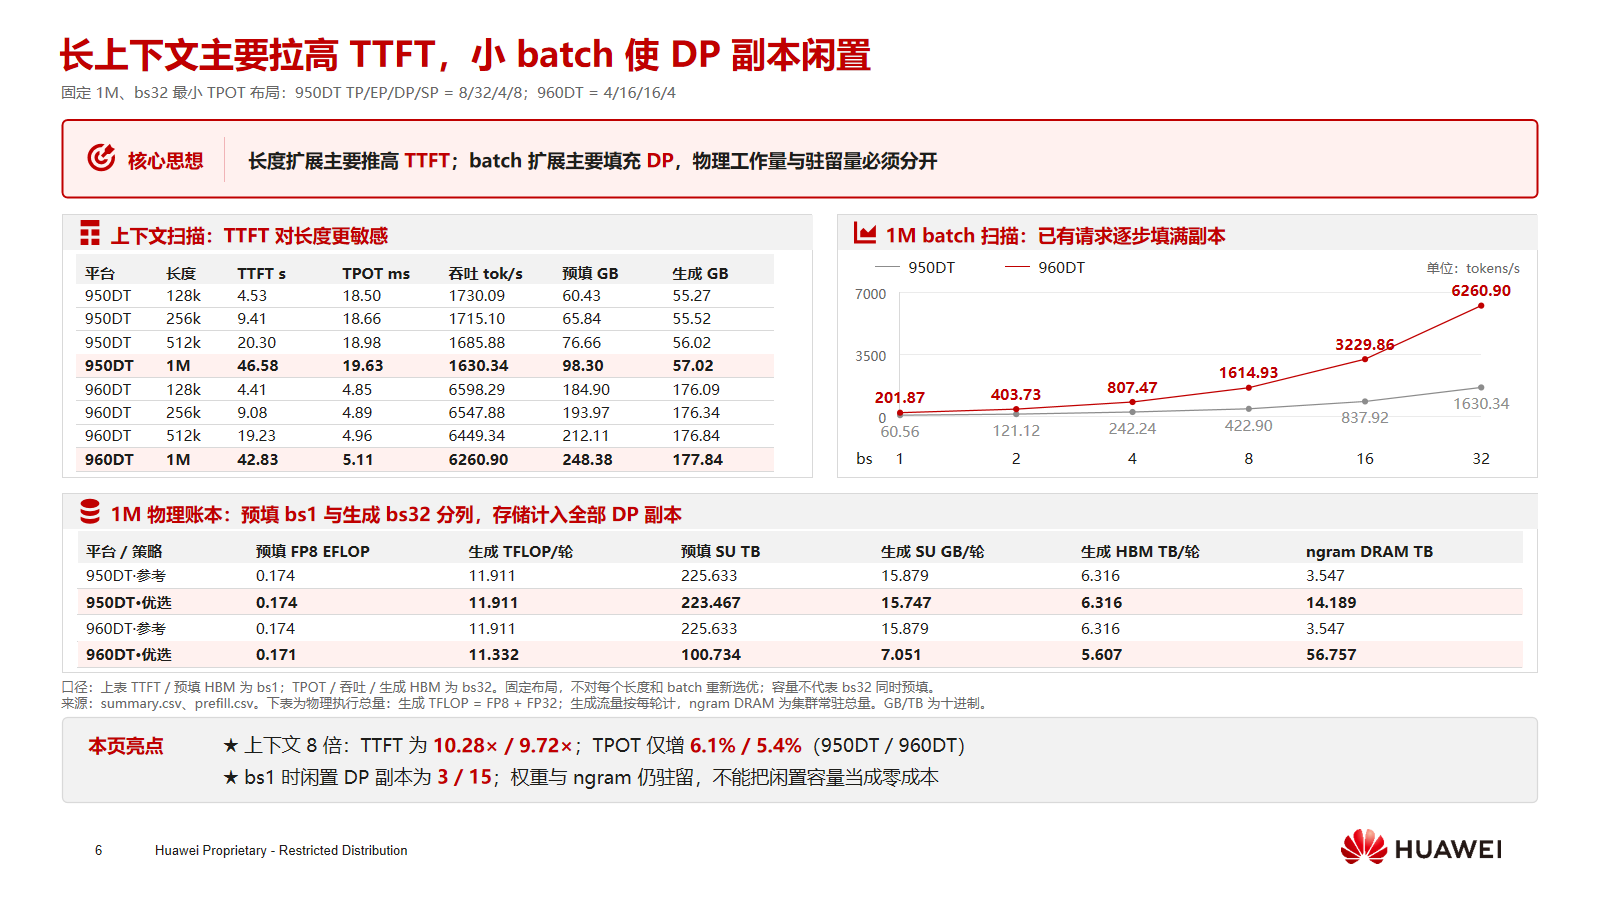 长上下文主要拉高 TTFT，小 batch 使 DP 副本闲置
固定 1M、bs32 最小 TPOT 布局：950DT TP/EP/DP/SP = 8/32/4/8；960DT = 4/16/16/4
核心思想
长度扩展主要推高 TTFT；batch 扩展主要填充 DP，物理工作量与驻留量必须分开
上下文扫描：TTFT 对长度更敏感
平台 长度 TTFT s TPOT ms 吞吐 tok/s 预填 GB 生成 GB
950DT 128k 4.53 18.50 1730.09 60.43 55.27
950DT 256k 9.41 18.66 1715.10 65.84 55.52
950DT 512k 20.30 18.98 1685.88 76.66 56.02
950DT 1M 46.58 19.63 1630.34 98.30 57.02
960DT 128k 4.41 4.85 6598.29 184.90 176.09
960DT 256k 9.08 4.89 6547.88 193.97 176.34
960DT 512k 19.23 4.96 6449.34 212.11 176.84
960DT 1M 42.83 5.11 6260.90 248.38 177.84
1M batch 扫描：已有请求逐步填满副本
950DT 960DT 单位：tokens/s
7000
3500
0
201.87 403.73 807.47 1614.93 3229.86 6260.90
60.56 121.12 242.24 422.90 837.92 1630.34
bs 1 2 4 8 16 32
1M 物理账本：预填 bs1 与生成 bs32 分列，存储计入全部 DP 副本
平台 / 策略 预填 FP8 EFLOP 生成 TFLOP/轮 预填 SU TB 生成 SU GB/轮 生成 HBM TB/轮 ngram DRAM TB
950DT·参考 0.174 11.911 225.633 15.879 6.316 3.547
950DT·优选 0.174 11.911 223.467 15.747 6.316 14.189
960DT·参考 0.174 11.911 225.633 15.879 6.316 3.547
960DT·优选 0.171 11.332 100.734 7.051 5.607 56.757
口径：上表 TTFT / 预填 HBM 为 bs1；TPOT / 吞吐 / 生成 HBM 为 bs32。固定布局，不对每个长度和 batch 重新选优；容量不代表 bs32 同时预填。
来源：summary.csv、prefill.csv。下表为物理执行总量：生成 TFLOP = FP8 + FP32；生成流量按每轮计，ngram DRAM 为集群常驻总量。GB/TB 为十进制。
本页亮点
★ 上下文 8 倍：TTFT 为 10.28× / 9.72×；TPOT 仅增 6.1% / 5.4%（950DT / 960DT）
★ bs1 时闲置 DP 副本为 3 / 15；权重与 ngram 仍驻留，不能把闲置容量当成零成本
6 Huawei Proprietary - Restricted Distribution
HUAWEI